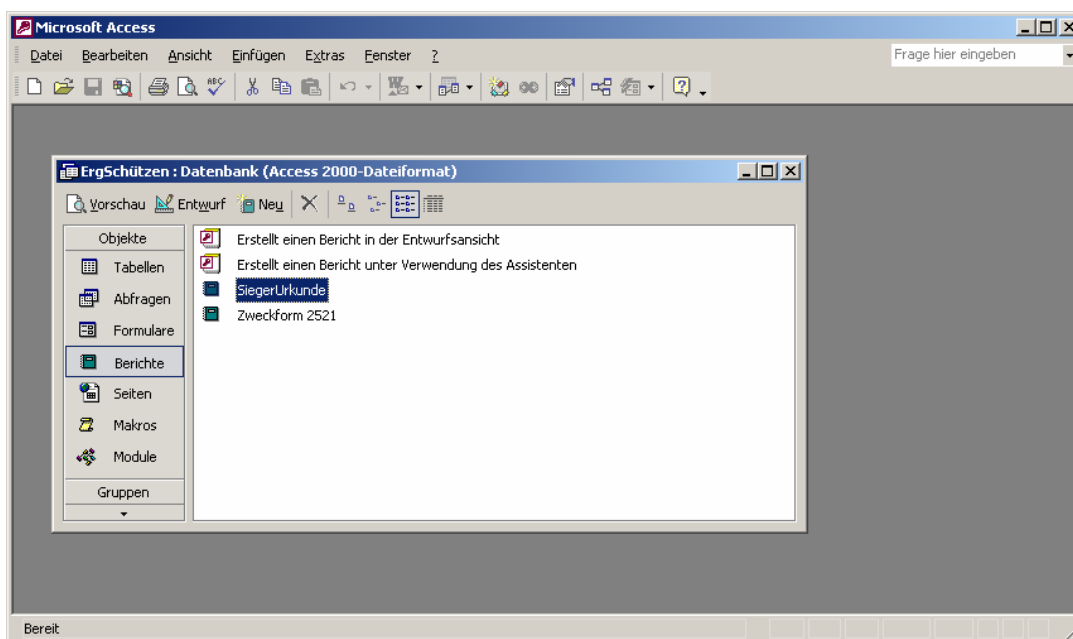 Microsoft Access
Datei Bearbeiten Ansicht Einfügen Extras Fenster ? Frage hier eingeben
ABC
ErgSchützen : Datenbank (Access 2000-Dateiformat)
Vorschau Entwurf Neu
Objekte
Tabellen
Abfragen
Formulare
Berichte
Seiten
Makros
Module
Gruppen
Erstellt einen Bericht in der Entwurfsansicht
Erstellt einen Bericht unter Verwendung des Assistenten
SiegerUrkunde
Zweckform 2521
Bereit